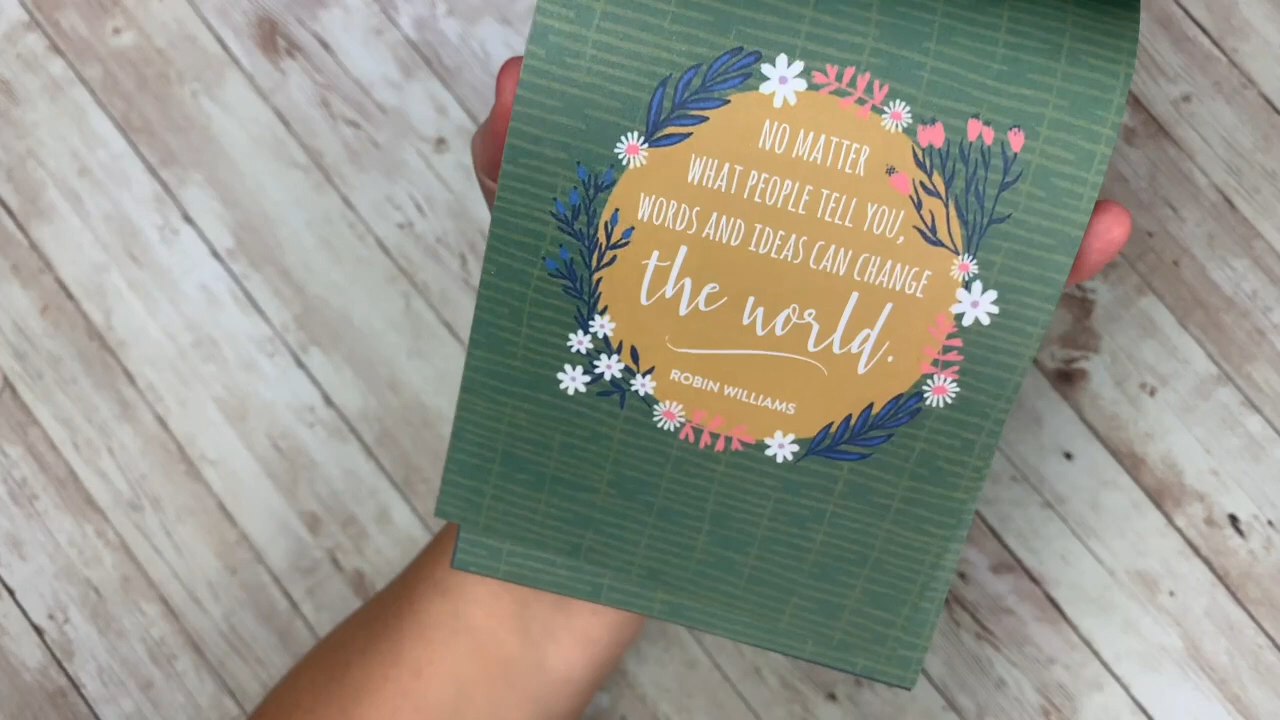 NO MATTER
WHAT PEOPLE TELL YOU,
WORDS AND IDEAS CAN CHANGE
the world.
ROBIN WILLIAMS